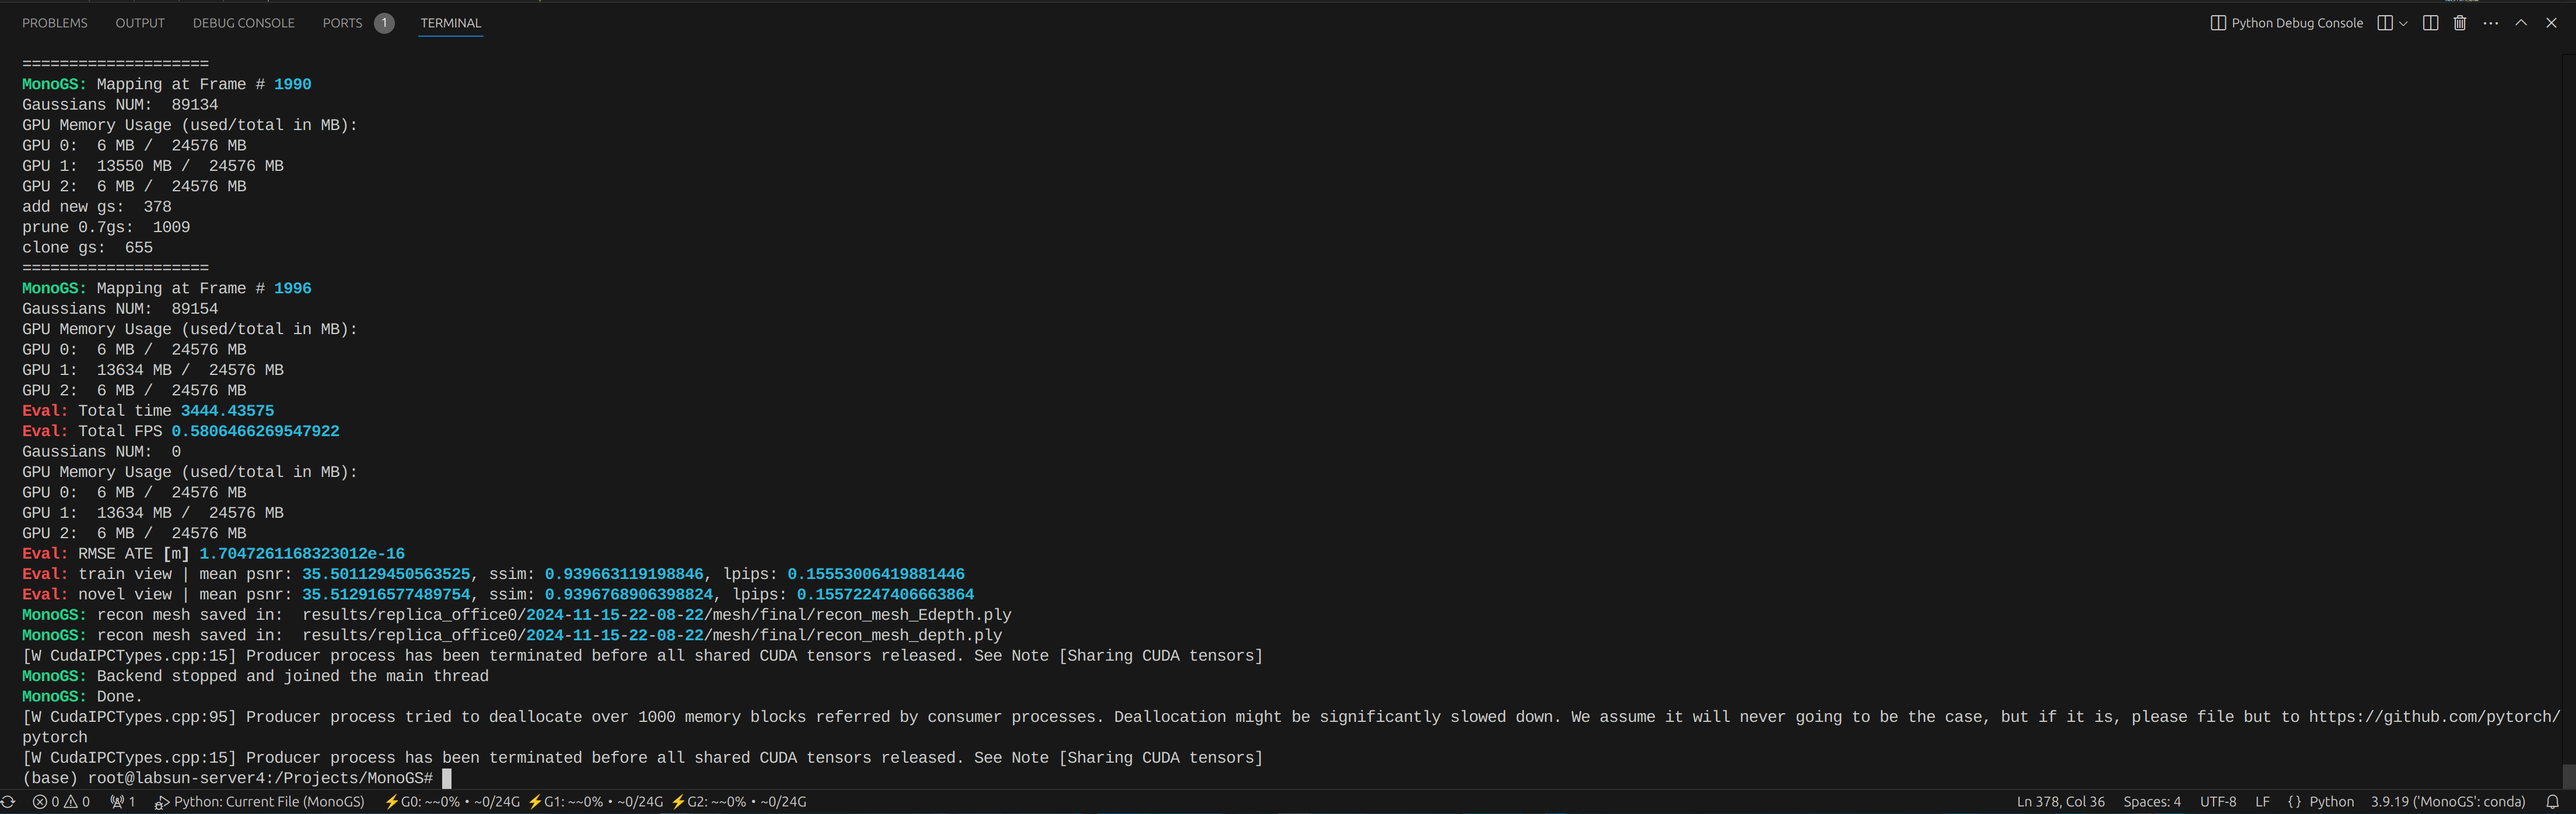 PROBLEMS OUTPUT DEBUG CONSOLE PORTS 1 TERMINAL Python Debug Console
====================
MonoGS: Mapping at Frame # 1990
Gaussians NUM:  89134
GPU Memory Usage (used/total in MB):
GPU 0:  6 MB /  24576 MB
GPU 1:  13550 MB /  24576 MB
GPU 2:  6 MB /  24576 MB
add new gs:  378
prune 0.7gs:  1009
clone gs:  655
====================
MonoGS: Mapping at Frame # 1996
Gaussians NUM:  89154
GPU Memory Usage (used/total in MB):
GPU 0:  6 MB /  24576 MB
GPU 1:  13634 MB /  24576 MB
GPU 2:  6 MB /  24576 MB
Eval: Total time 3444.43575
Eval: Total FPS 0.5806466269547922
Gaussians NUM:  0
GPU Memory Usage (used/total in MB):
GPU 0:  6 MB /  24576 MB
GPU 1:  13634 MB /  24576 MB
GPU 2:  6 MB /  24576 MB
Eval: RMSE ATE [m] 1.7047261168323012e-16
Eval: train view | mean psnr: 35.501129450563525, ssim: 0.939663119198846, lpips: 0.15553006419881446
Eval: novel view | mean psnr: 35.512916577489754, ssim: 0.9396768906398824, lpips: 0.15572247406663864
MonoGS: recon mesh saved in:  results/replica_office0/2024-11-15-22-08-22/mesh/final/recon_mesh_Edepth.ply
MonoGS: recon mesh saved in:  results/replica_office0/2024-11-15-22-08-22/mesh/final/recon_mesh_depth.ply
[W CudaIPCTypes.cpp:15] Producer process has been terminated before all shared CUDA tensors released. See Note [Sharing CUDA tensors]
MonoGS: Backend stopped and joined the main thread
MonoGS: Done.
[W CudaIPCTypes.cpp:95] Producer process tried to deallocate over 1000 memory blocks referred by consumer processes. Deallocation might be significantly slowed down. We assume it will never going to be the case, but if it is, please file but to https://github.com/pytorch/
pytorch
[W CudaIPCTypes.cpp:15] Producer process has been terminated before all shared CUDA tensors released. See Note [Sharing CUDA tensors]
(base) root@labsun-server4:/Projects/MonoGS#
0 0 1 Python: Current File (MonoGS) ⚡G0: ~~0% • ~0/24G ⚡G1: ~~0% • ~0/24G ⚡G2: ~~0% • ~0/24G Ln 378, Col 36 Spaces: 4 UTF-8 LF {} Python 3.9.19 ('MonoGS': conda)